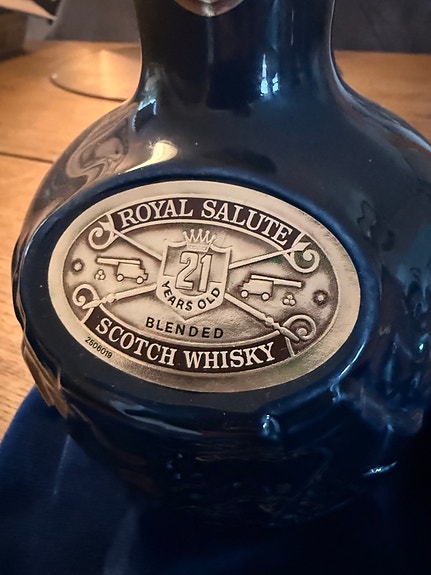 ROYAL SALUTE
21
YEARS OLD
BLENDED
SCOTCH WHISKY
2506019